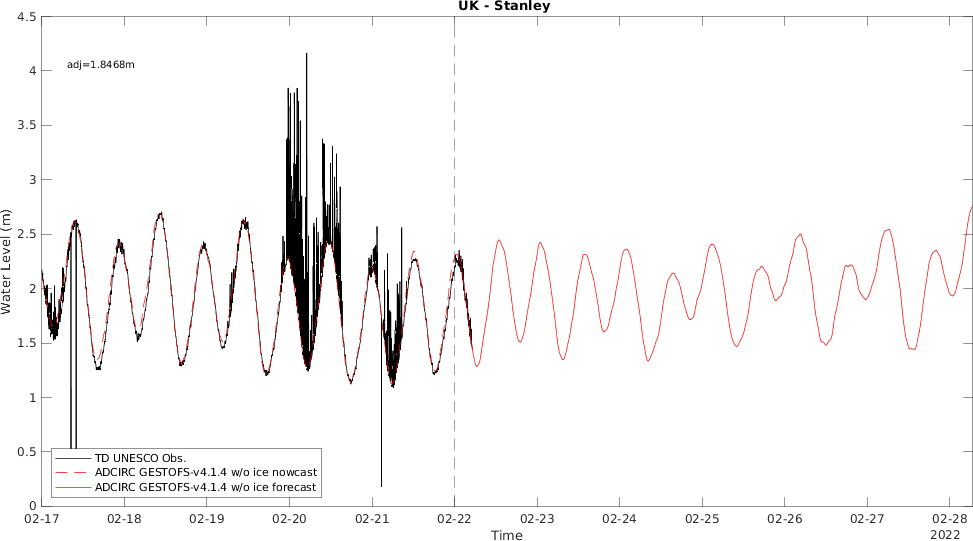 UK - Stanley
4.5
4
3.5
3
2.5
2
1.5
1
0.5
0
Water Level (m)
adj=1.8468m
TD UNESCO Obs.
ADCIRC GESTOFS-v4.1.4 w/o ice nowcast
ADCIRC GESTOFS-v4.1.4 w/o ice forecast
02-17 02-18 02-19 02-20 02-21 02-22 02-23 02-24 02-25 02-26 02-27 02-28
2022
Time